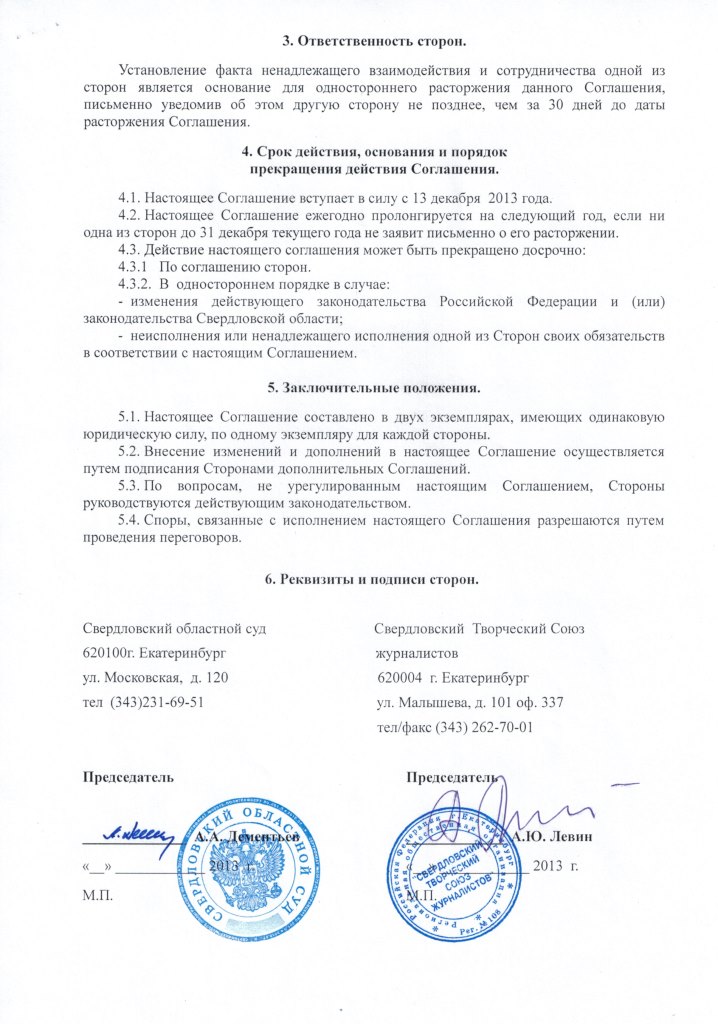 3. Ответственность сторон.
Установление факта ненадлежащего взаимодействия и сотрудничества одной из
сторон является основание для одностороннего расторжения данного Соглашения,
письменно уведомив об этом другую сторону не позднее, чем за 30 дней до даты
расторжения Соглашения.
4. Срок действия, основания и порядок
прекращения действия Соглашения.
4.1. Настоящее Соглашение вступает в силу с 13 декабря 2013 года.
4.2. Настоящее Соглашение ежегодно пролонгируется на следующий год, если ни
одна из сторон до 31 декабря текущего года не заявит письменно о его расторжении.
4.3. Действие настоящего соглашения может быть прекращено досрочно:
4.3.1 По соглашению сторон.
4.3.2. В одностороннем порядке в случае:
- изменения действующего законодательства Российской Федерации и (или)
законодательства Свердловской области;
- неисполнения или ненадлежащего исполнения одной из Сторон своих обязательств
в соответствии с настоящим Соглашением.
5. Заключительные положения.
5.1. Настоящее Соглашение составлено в двух экземплярах, имеющих одинаковую
юридическую силу, по одному экземпляру для каждой стороны.
5.2. Внесение изменений и дополнений в настоящее Соглашение осуществляется
путем подписания Сторонами дополнительных Соглашений.
5.3. По вопросам, не урегулированным настоящим Соглашением, Стороны
руководствуются действующим законодательством.
5.4. Споры, связанные с исполнением настоящего Соглашения разрешаются путем
проведения переговоров.
6. Реквизиты и подписи сторон.
Свердловский областной суд
620100г. Екатеринбург
ул. Московская, д. 120
тел (343)231-69-51
Председатель
А.А. Дементьев
«__» ____________ 2013 г.
М.П.
СВЕРДЛОВСКИЙ ОБЛАСТНОЙ СУД
Свердловский Творческий Союз
журналистов
620004 г. Екатеринбург
ул. Малышева, д. 101 оф. 337
тел/факс (343) 262-70-01
Председатель
А.Ю. Левин
2013 г.
М.П.
Российская Федерация г.Екатеринбург
Региональная общественная организация
"СВЕРДЛОВСКИЙ
ТВОРЧЕСКИЙ
СОЮЗ
ЖУРНАЛИСТОВ"
Рег. № 108